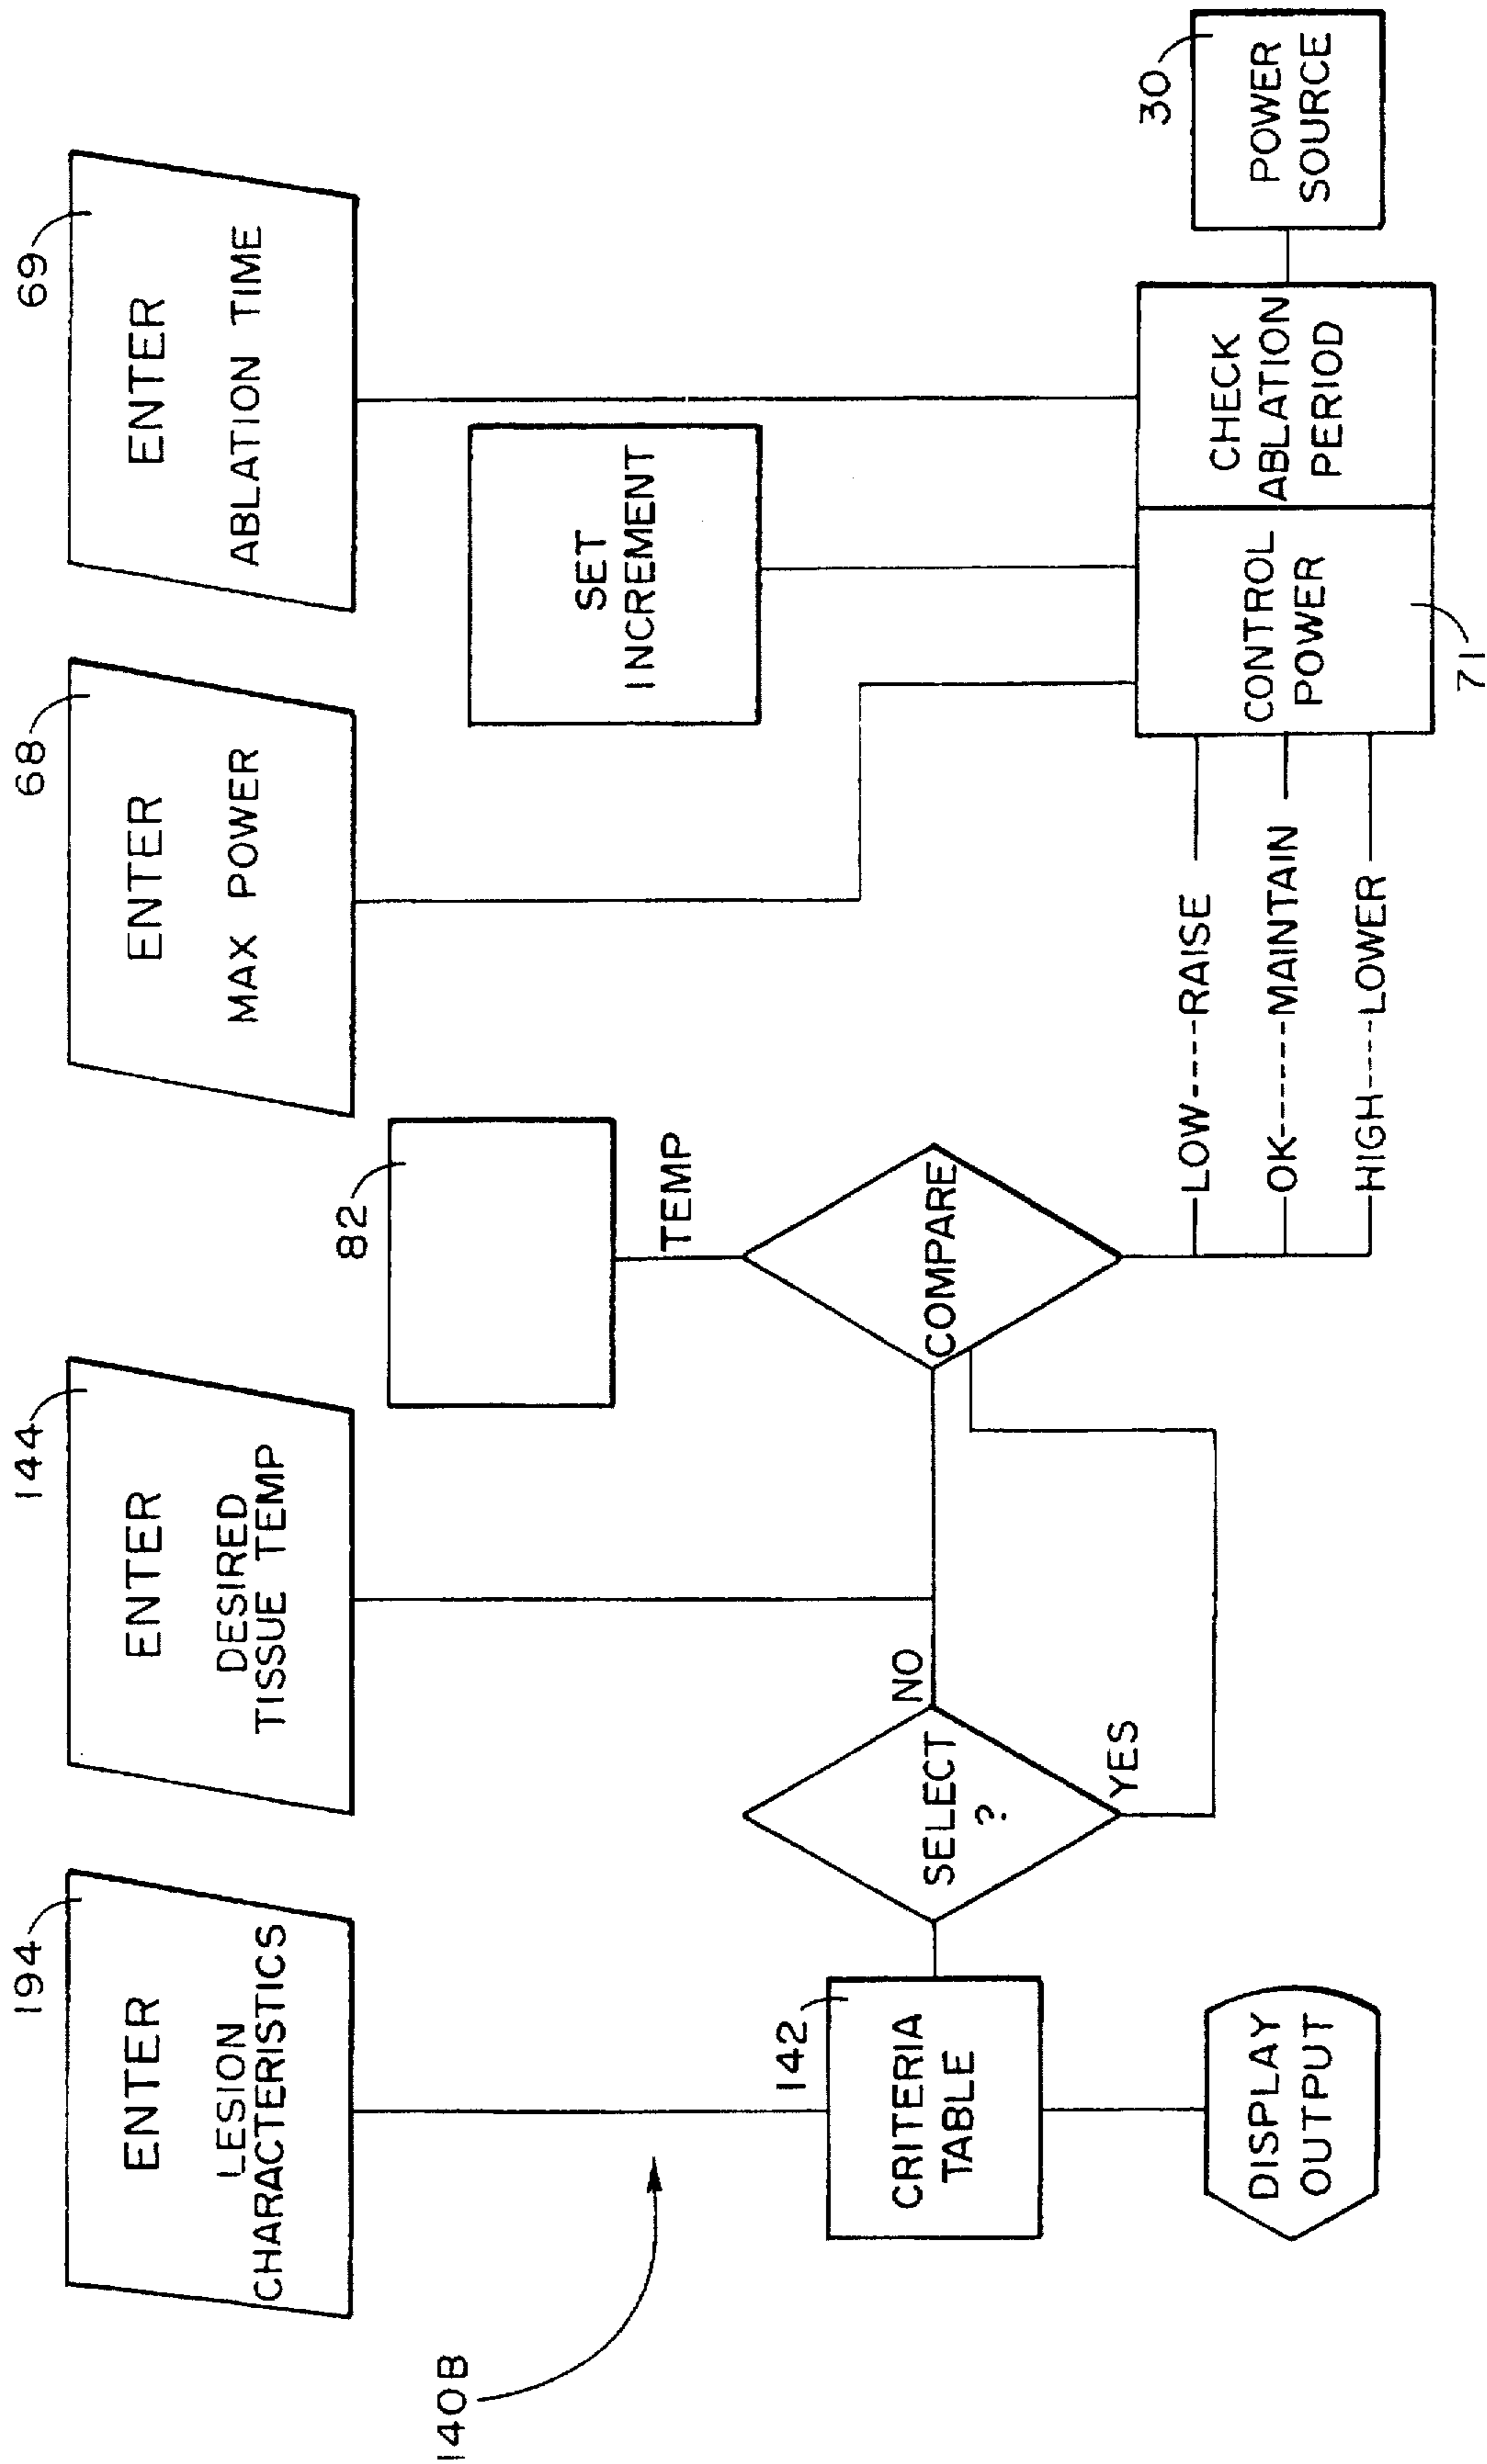 194
ENTER
LESION
CHARACTERISTICS
144
ENTER
DESIRED
TISSUE TEMP
68
ENTER
MAX POWER
69
ENTER
ABLATION TIME
140B
82
TEMP
SET
INCREMENT
142
CRITERIA
TABLE
SELECT
?
NO
YES
COMPARE
LOW----RAISE
OK------MAINTAIN
HIGH----LOWER
CONTROL
POWER
71
CHECK
ABLATION
PERIOD
30
POWER
SOURCE
DISPLAY
OUTPUT